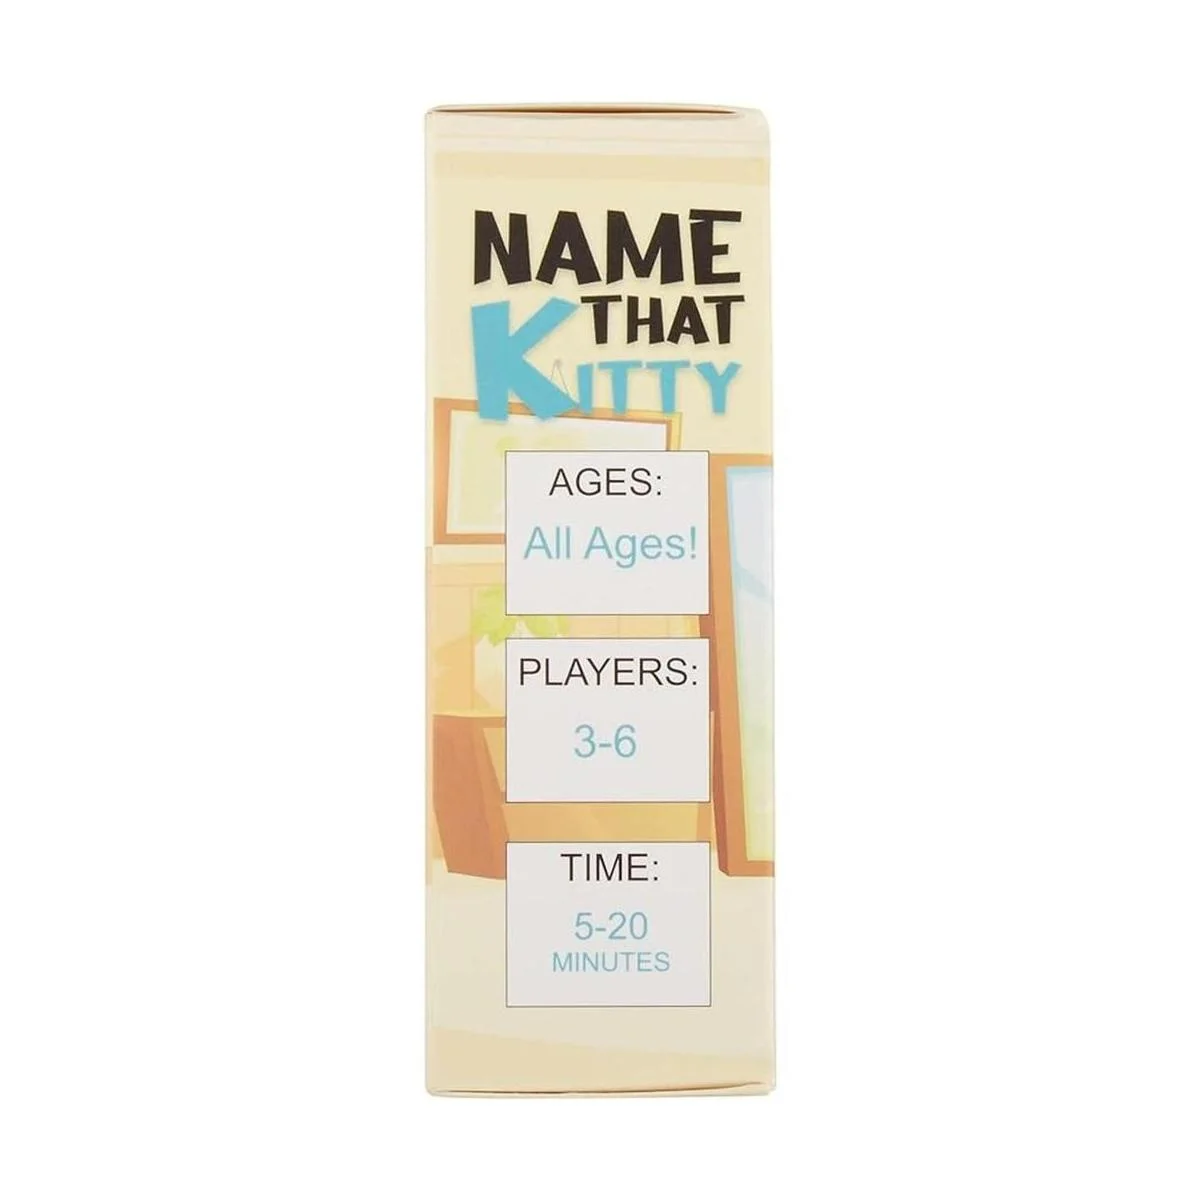 NAME
THAT
KITTY
AGES:
All Ages!
PLAYERS:
3-6
TIME:
5-20
MINUTES